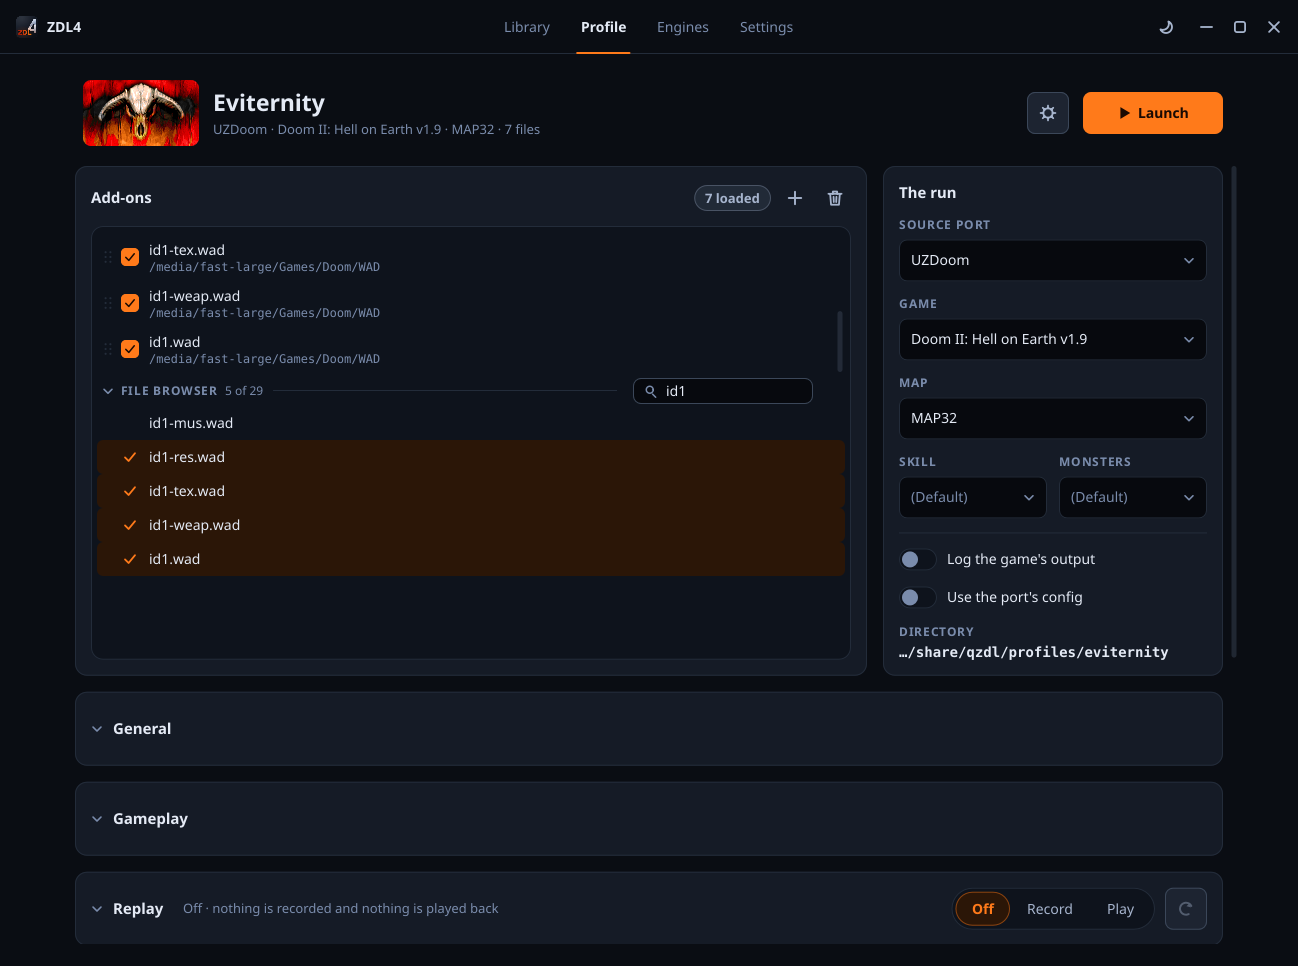 ZDL4
Library
Profile
Engines
Settings
Eviternity
UZDoom · Doom II: Hell on Earth v1.9 · MAP32 · 7 files
Launch
Add-ons
7 loaded
id1-tex.wad
/media/fast-large/Games/Doom/WAD
id1-weap.wad
/media/fast-large/Games/Doom/WAD
id1.wad
/media/fast-large/Games/Doom/WAD
FILE BROWSER 5 of 29
id1
id1-mus.wad
id1-res.wad
id1-tex.wad
id1-weap.wad
id1.wad
The run
SOURCE PORT
UZDoom
GAME
Doom II: Hell on Earth v1.9
MAP
MAP32
SKILL
MONSTERS
(Default)
(Default)
Log the game's output
Use the port's config
DIRECTORY
…/share/qzdl/profiles/eviternity
General
Gameplay
Replay
Off · nothing is recorded and nothing is played back
Off
Record
Play